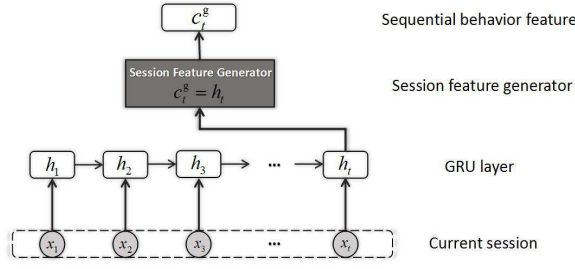 c_t^g Sequential behavior feature
Session Feature Generator
c_t^g = h_t
Session feature generator
h_1 h_2 h_3 ... h_t GRU layer
x_1 x_2 x_3 ... x_t Current session